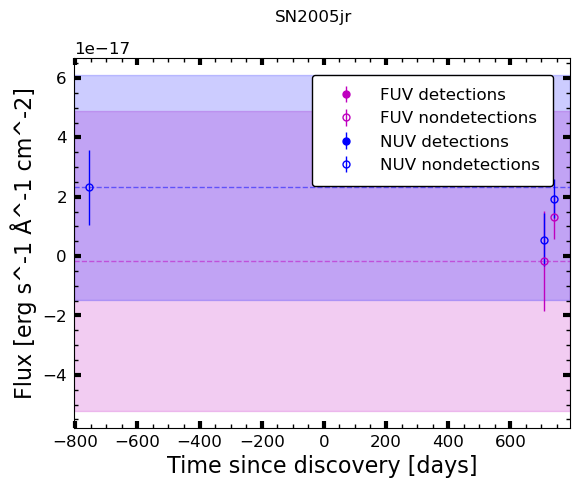 SN2005jr
1e−17
6
4
2
0
−2
−4
Flux [erg s^-1 Å^-1 cm^-2]
FUV detections
FUV nondetections
NUV detections
NUV nondetections
−800 −600 −400 −200 0 200 400 600
Time since discovery [days]